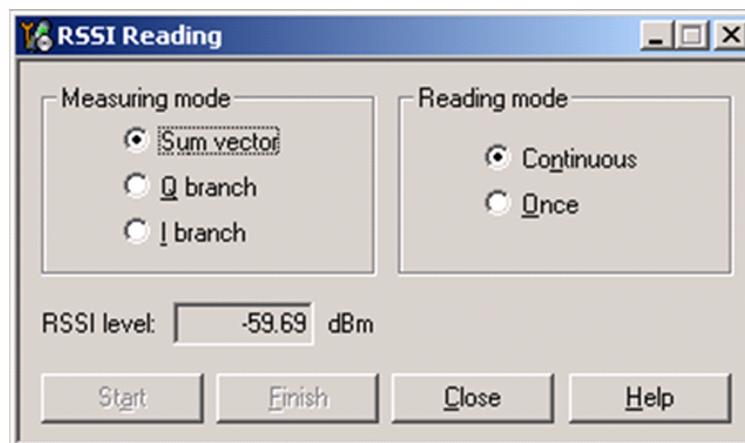 RSSI Reading
Measuring mode Reading mode
Sum vector
Continuous
Q branch
Once
I branch
RSSI level: -59.69 dBm
Start Finish Close Help